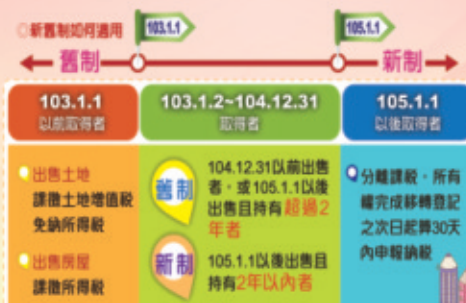 新舊制如何適用
103.1.1
105.1.1
舊制
新制
103.1.1
以前取得者
103.1.2~104.12.31
取得者
105.1.1
以後取得者
出售土地
課徵土地增值稅
免納所得稅
出售房屋
課徵所得稅
舊制
104.12.31以前出售
者,或105.1.1以後
出售且持有超過2
年者
新制
105.1.1以後出售且
持有2年以內者
分離課稅,所有
權完成移轉登記
之次日起算30天
內申報納稅